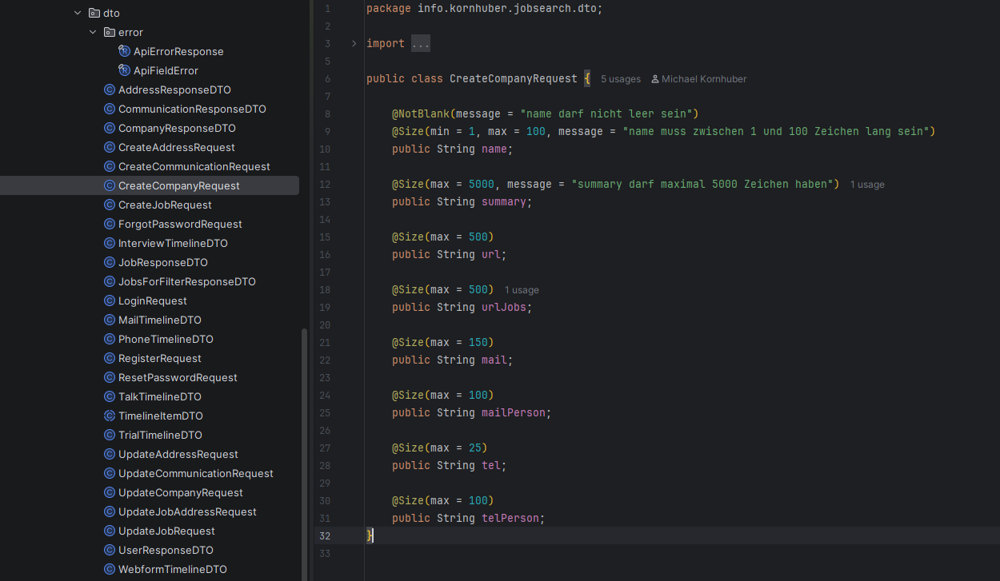 dto
error
ApiErrorResponse
ApiFieldError
AddressResponseDTO
CommunicationResponseDTO
CompanyResponseDTO
CreateAddressRequest
CreateCommunicationRequest
CreateCompanyRequest
CreateJobRequest
ForgotPasswordRequest
InterviewTimelineDTO
JobResponseDTO
JobsForFilterResponseDTO
LoginRequest
MailTimelineDTO
PhoneTimelineDTO
RegisterRequest
ResetPasswordRequest
TalkTimelineDTO
TimelineItemDTO
TrialTimelineDTO
UpdateAddressRequest
UpdateCommunicationRequest
UpdateCompanyRequest
UpdateJobAddressRequest
UpdateJobRequest
UserResponseDTO
WebformTimelineDTO
1 package info.kornhuber.jobsearch.dto;
2
3 import ...
5
6 public class CreateCompanyRequest { 5 usages Michael Kornhuber
7
8 @NotBlank(message = "name darf nicht leer sein")
9 @Size(min = 1, max = 100, message = "name muss zwischen 1 und 100 Zeichen lang sein")
10 public String name;
11
12 @Size(max = 5000, message = "summary darf maximal 5000 Zeichen haben") 1 usage
13 public String summary;
14
15 @Size(max = 500)
16 public String url;
17
18 @Size(max = 500) 1 usage
19 public String urlJobs;
20
21 @Size(max = 150)
22 public String mail;
23
24 @Size(max = 100)
25 public String mailPerson;
26
27 @Size(max = 25)
28 public String tel;
29
30 @Size(max = 100)
31 public String telPerson;
32 }
33